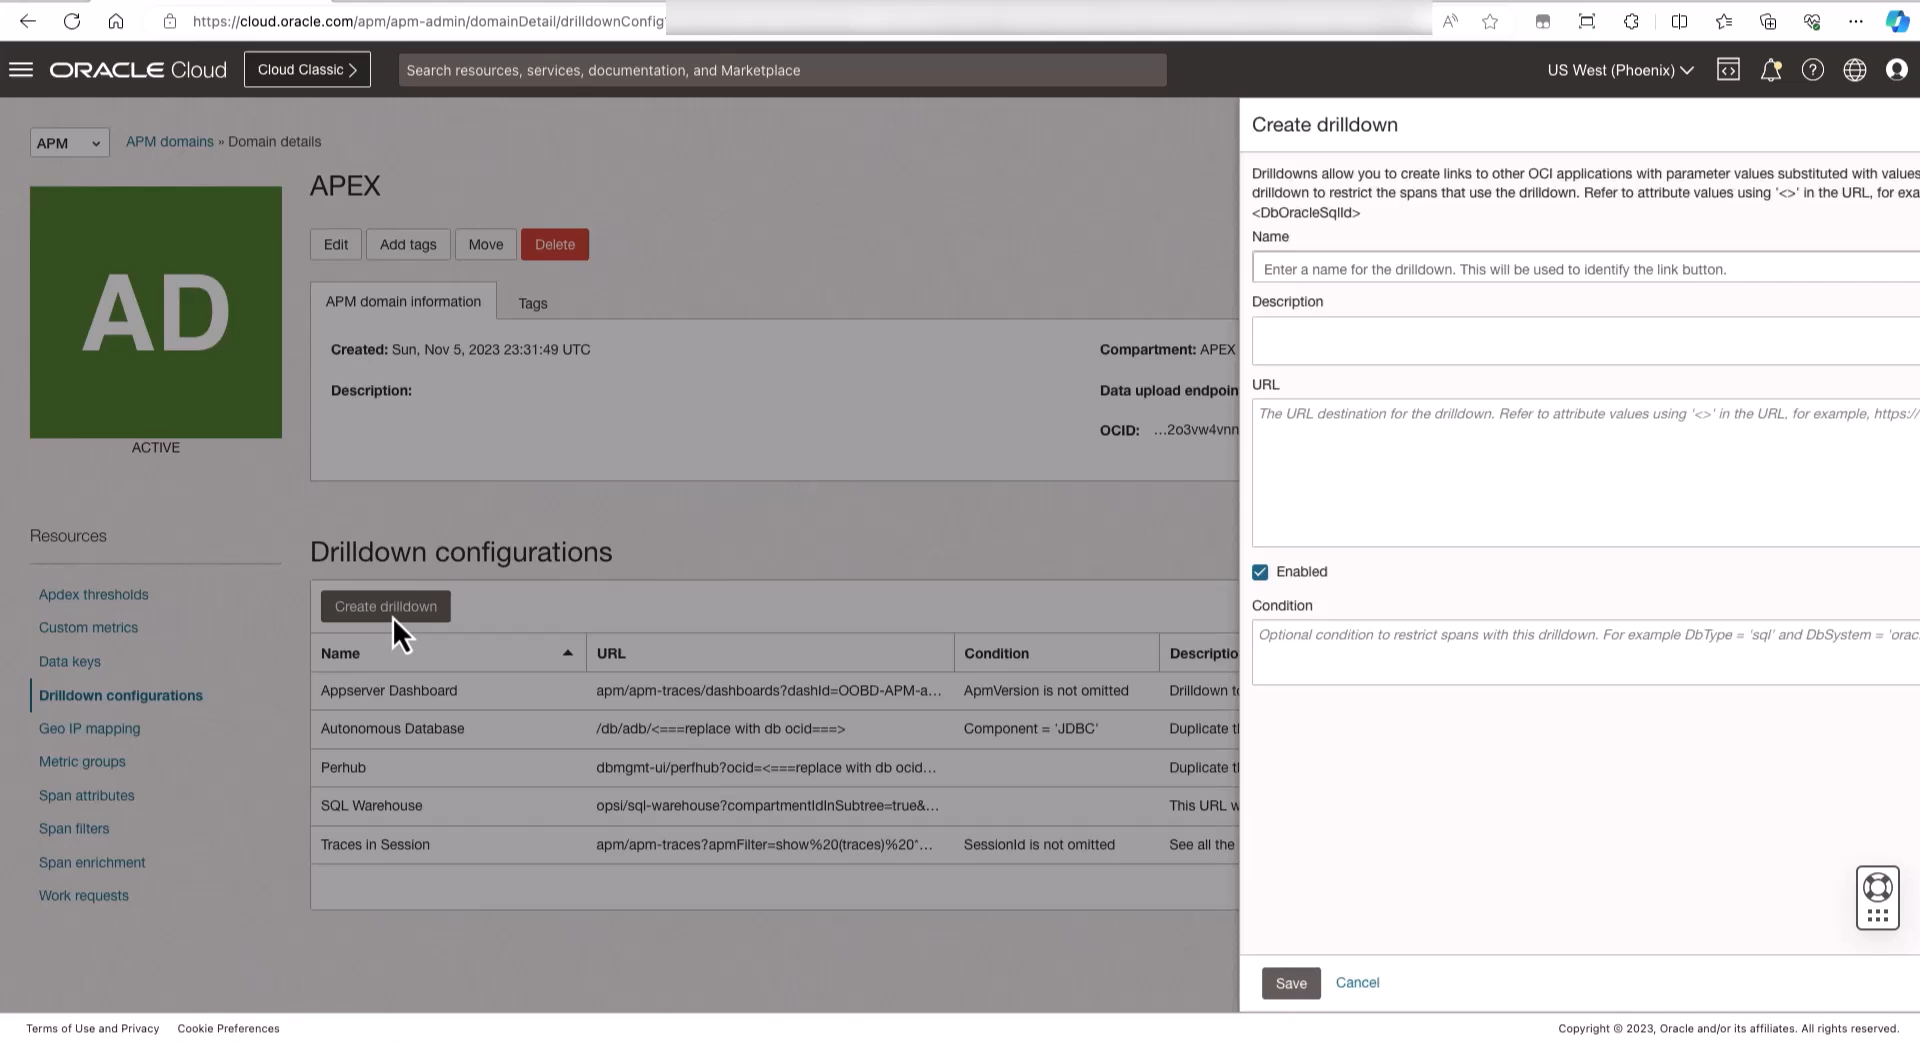 https://cloud.oracle.com/apm/apm-admin/domainDetail/drilldownConfig
ORACLE Cloud
Cloud Classic
Search resources, services, documentation, and Marketplace
US West (Phoenix)
APM
APM domains » Domain details
AD
ACTIVE
APEX
Edit
Add tags
Move
Delete
APM domain information
Tags
Created: Sun, Nov 5, 2023 23:31:49 UTC
Description:
Compartment: APEX
Data upload endpoin
OCID: ...2o3vw4vnn
Resources
Apdex thresholds
Custom metrics
Data keys
Drilldown configurations
Geo IP mapping
Metric groups
Span attributes
Span filters
Span enrichment
Work requests
Drilldown configurations
Create drilldown
Name URL Condition Descriptio
Appserver Dashboard apm/apm-traces/dashboards?dashId=OOBD-APM-a... ApmVersion is not omitted Drilldown to
Autonomous Database /db/adb/<===replace with db ocid===> Component = 'JDBC' Duplicate tl
Perhub dbmgmt-ui/perfhub?ocid=<===replace with db ocid... Duplicate tl
SQL Warehouse opsi/sql-warehouse?compartmentIdInSubtree=true&... This URL w
Traces in Session apm/apm-traces?apmFilter=show%20(traces)%20*... SessionId is not omitted See all the
Create drilldown
Drilldowns allow you to create links to other OCI applications with parameter values substituted with values
drilldown to restrict the spans that use the drilldown. Refer to attribute values using '<>' in the URL, for exa
<DbOracleSqlId>
Name
Enter a name for the drilldown. This will be used to identify the link button.
Description
URL
The URL destination for the drilldown. Refer to attribute values using '<>' in the URL, for example, https://
Enabled
Condition
Optional condition to restrict spans with this drilldown. For example DbType = 'sql' and DbSystem = 'orac
Save
Cancel
Terms of Use and Privacy
Cookie Preferences
Copyright © 2023, Oracle and/or its affiliates. All rights reserved.